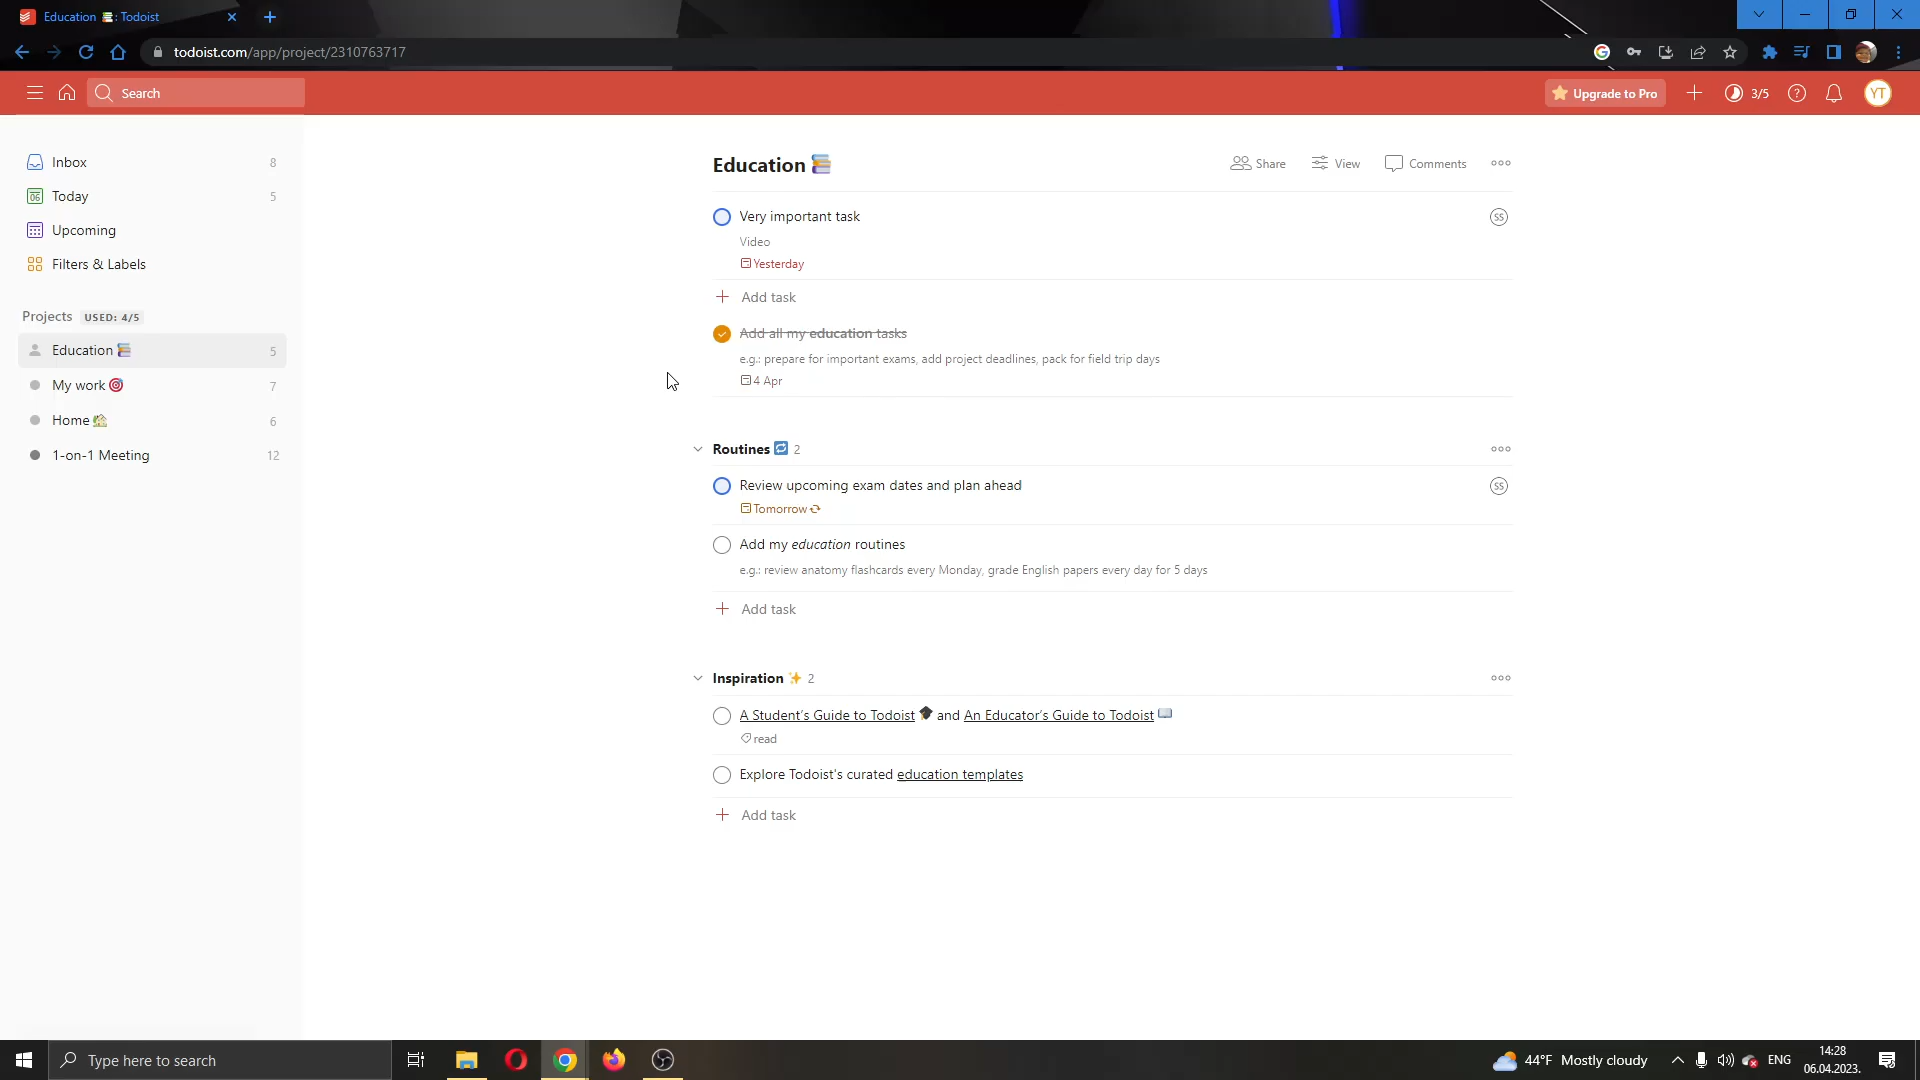 Education 📚: Todoist
todoist.com/app/project/2310763717
Search
Upgrade to Pro
3/5
YT
Inbox 8
Today 5
Upcoming
Filters & Labels
Projects USED: 4/5
Education 📚 5
My work 🎯 7
Home 🏡 6
1-on-1 Meeting 12
Education 📚
Share View Comments
Very important task SS
Video
Yesterday
Add task
Add all my education tasks
e.g.: prepare for important exams, add project deadlines, pack for field trip days
4 Apr
Routines 🔁 2
Review upcoming exam dates and plan ahead SS
Tomorrow
Add my education routines
e.g.: review anatomy flashcards every Monday, grade English papers every day for 5 days
Add task
Inspiration ✨ 2
A Student's Guide to Todoist 🎓 and An Educator's Guide to Todoist 📖
read
Explore Todoist's curated education templates
Add task
Type here to search
44°F Mostly cloudy
ENG
14:28
06.04.2023.